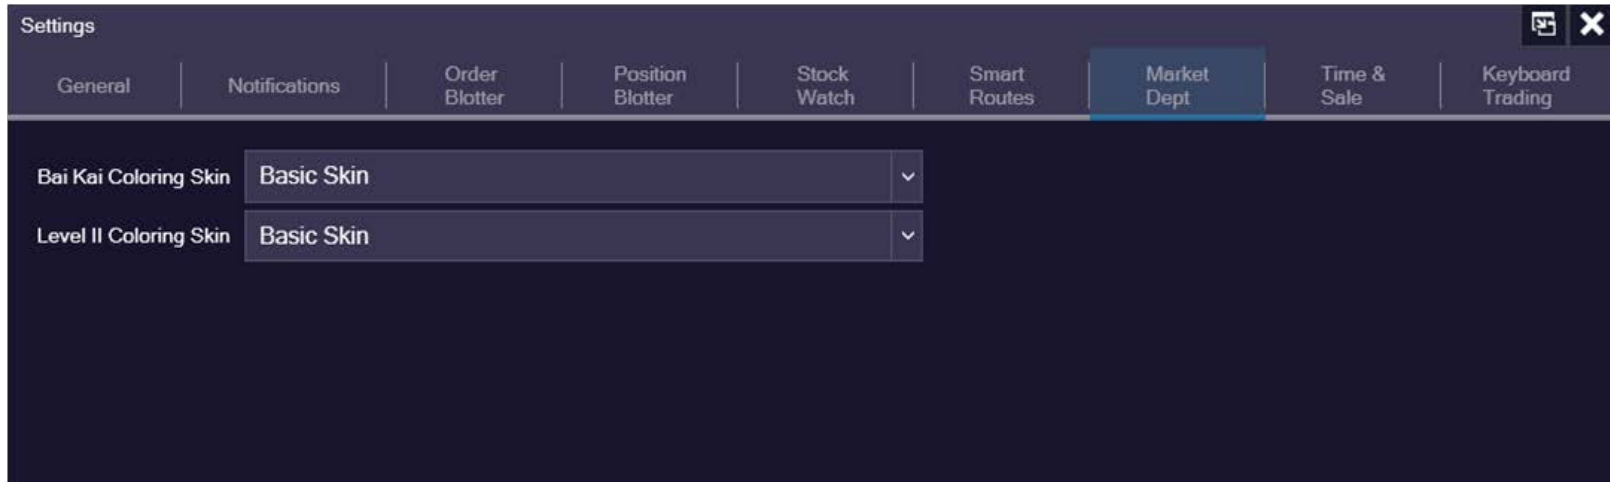 Settings
General
Notifications
Order
Blotter
Position
Blotter
Stock
Watch
Smart
Routes
Market
Dept
Time &
Sale
Keyboard
Trading
Bai Kai Coloring Skin
Basic Skin
Level II Coloring Skin
Basic Skin